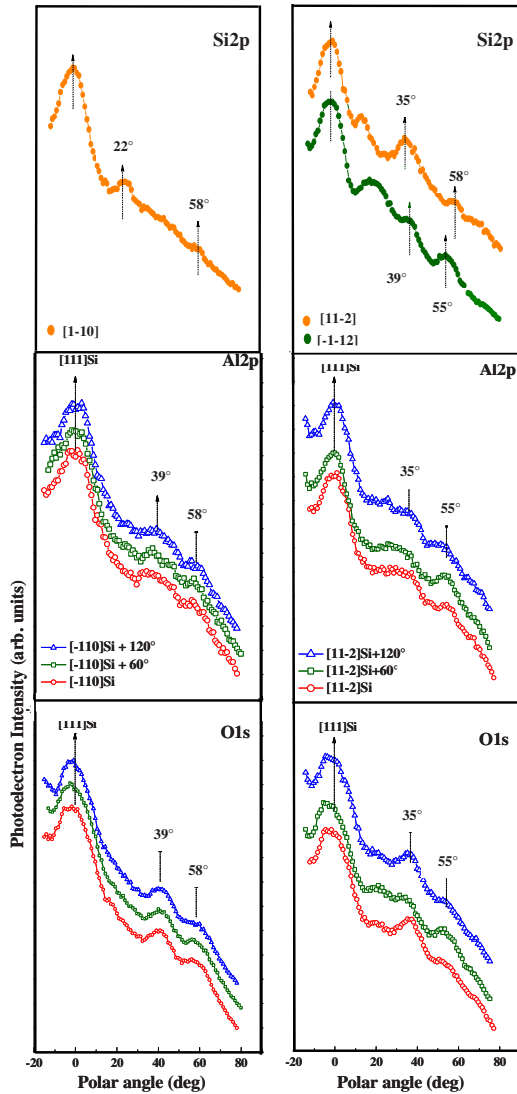 Si2p
22°
58°
[1-10]
Si2p
35°
58°
39°
55°
[11-2]
[-1-12]
[111]Si
Al2p
39°
58°
[-110]Si + 120°
[-110]Si + 60°
[-110]Si
[111]Si
Al2p
35°
55°
[11-2]Si+120°
[11-2]Si+60°
[11-2]Si
[111]Si
O1s
39°
58°
[111]Si
O1s
35°
55°
Photoelectron Intensity (arb. units)
-20 0 20 40 60 80
Polar angle (deg)
-20 0 20 40 60 80
Polar angle (deg)